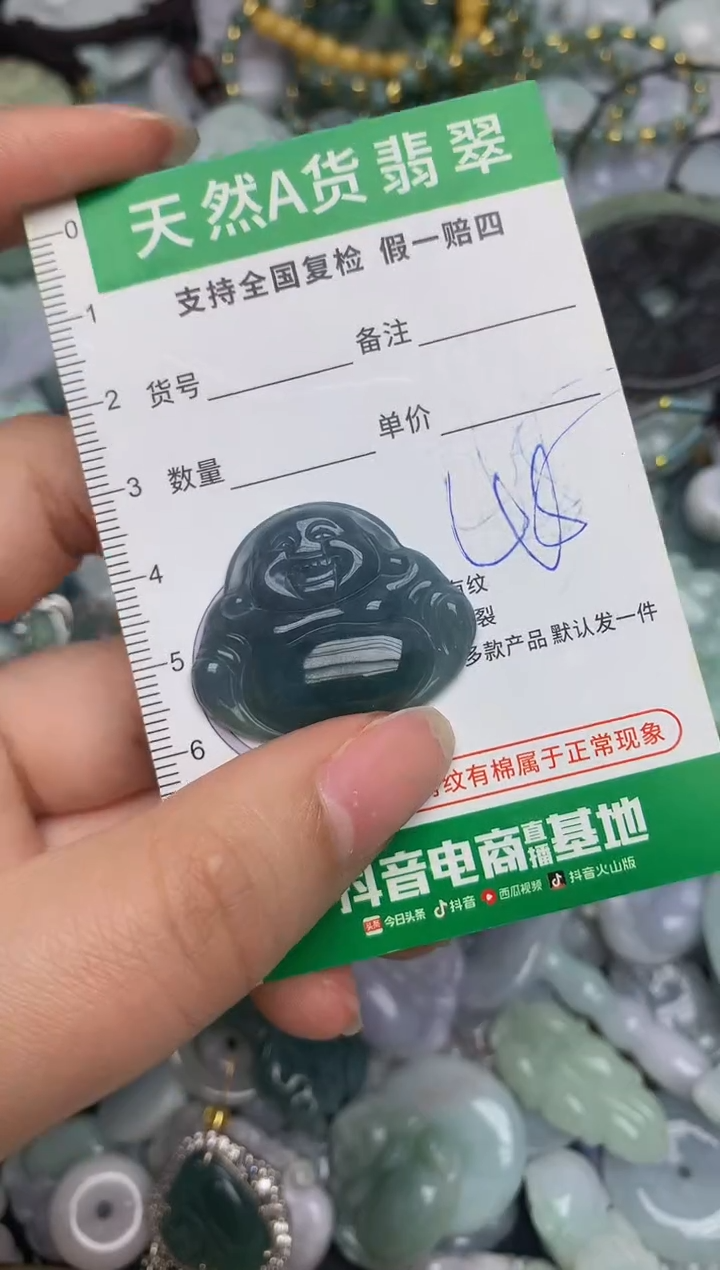 天然A货翡翠
支持全国复检 假一赔四
0
1
备注
2 货号
单价
3 数量
4
纹
裂
5
多款产品 默认发一件
6
纹有棉属于正常现象
抖音电商直播基地
头条 今日头条 抖音 西瓜视频 抖音火山版